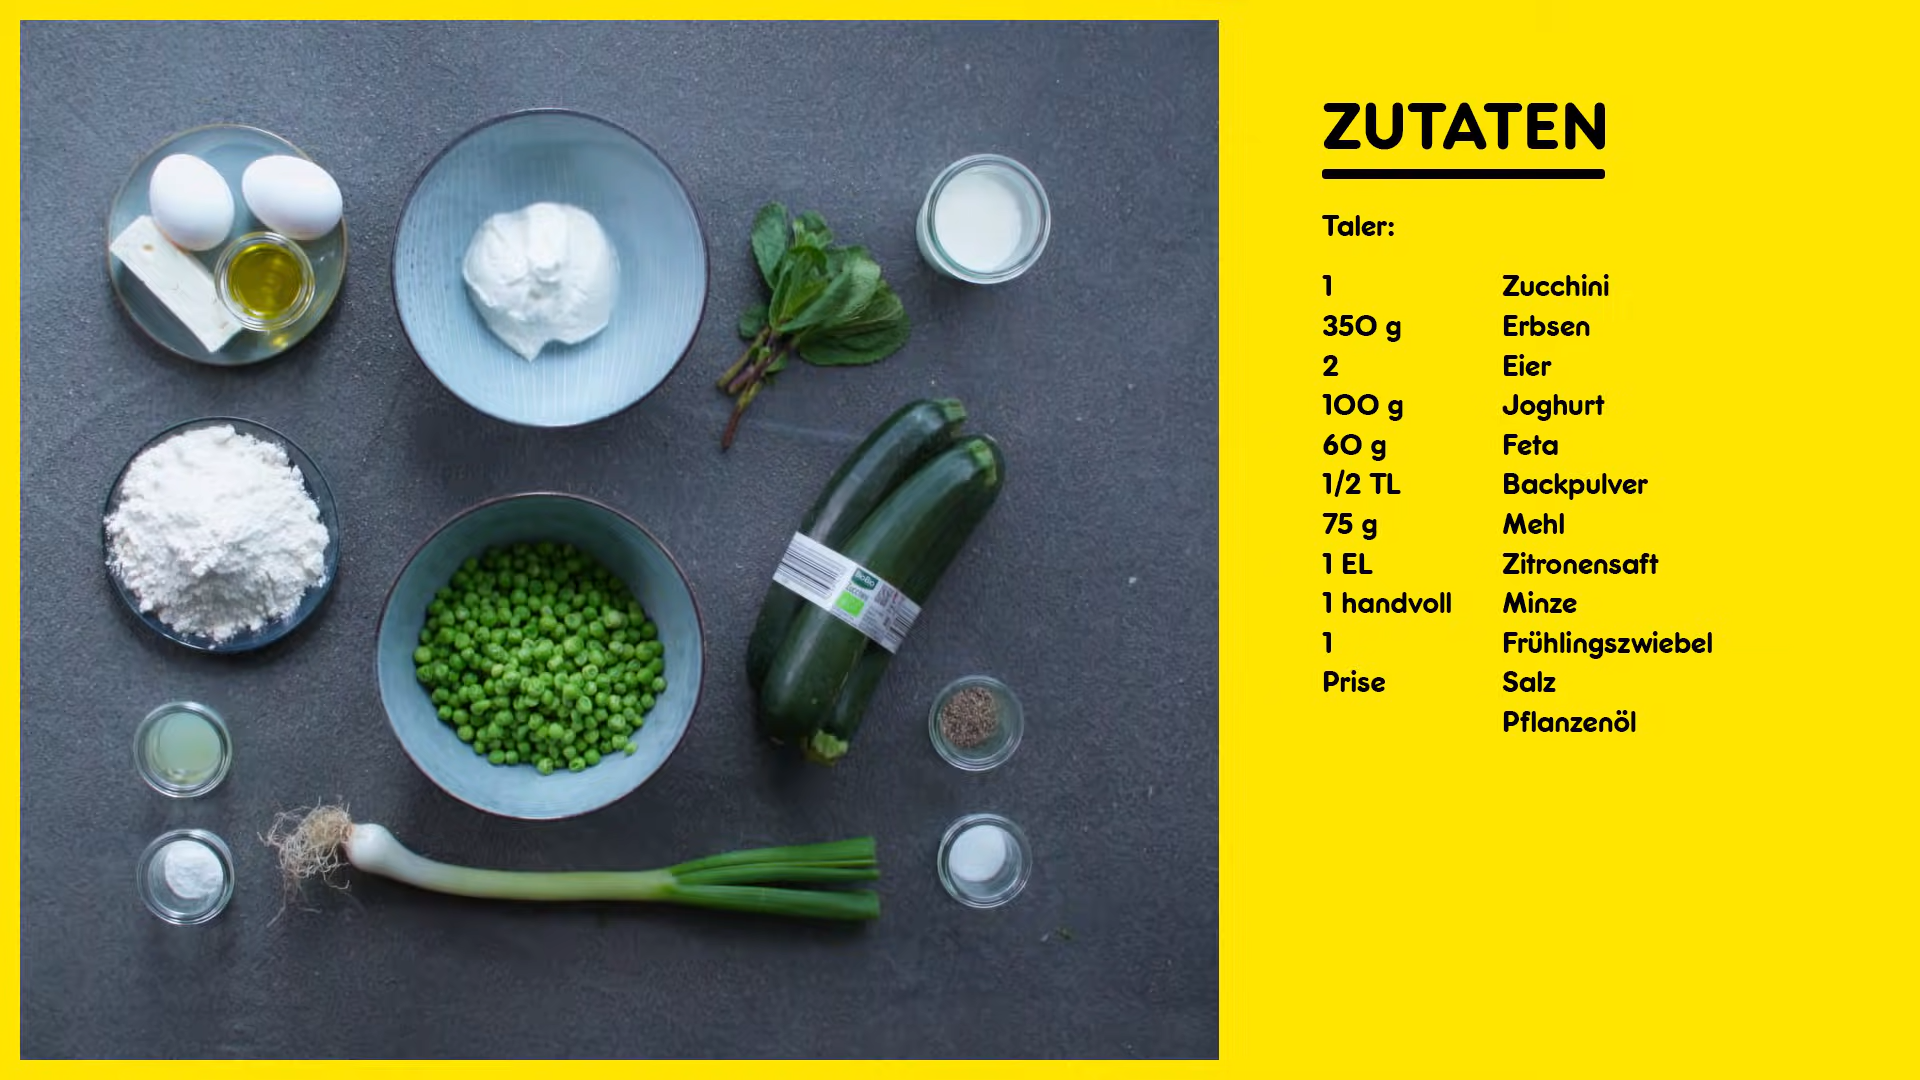 ZUTATEN
Taler:
1 Zucchini
350 g Erbsen
2 Eier
100 g Joghurt
60 g Feta
1/2 TL Backpulver
75 g Mehl
1 EL Zitronensaft
1 handvoll Minze
1 Frühlingszwiebel
Prise Salz
Pflanzenöl
BioBio